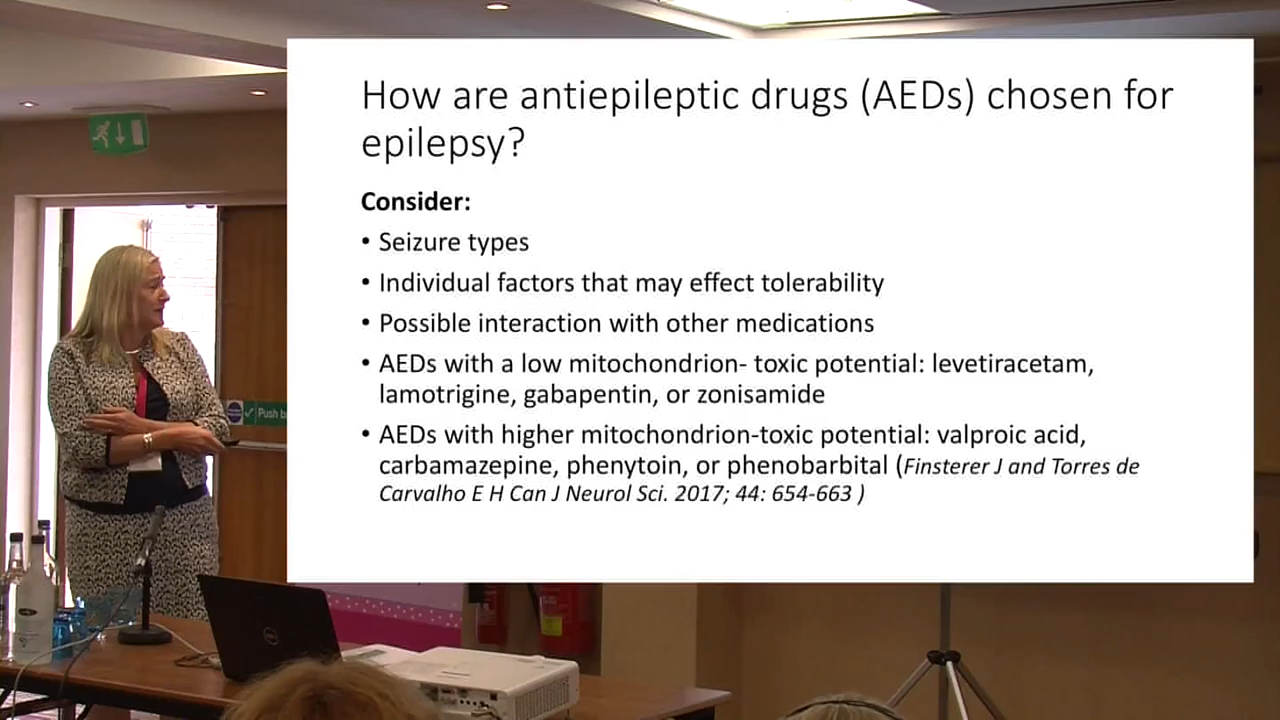 How are antiepileptic drugs (AEDs) chosen for
epilepsy?
Consider:
• Seizure types
• Individual factors that may effect tolerability
• Possible interaction with other medications
• AEDs with a low mitochondrion- toxic potential: levetiracetam,
lamotrigine, gabapentin, or zonisamide
• AEDs with higher mitochondrion-toxic potential: valproic acid,
carbamazepine, phenytoin, or phenobarbital (Finsterer J and Torres de
Carvalho E H Can J Neurol Sci. 2017; 44: 654-663 )
Push
DELL